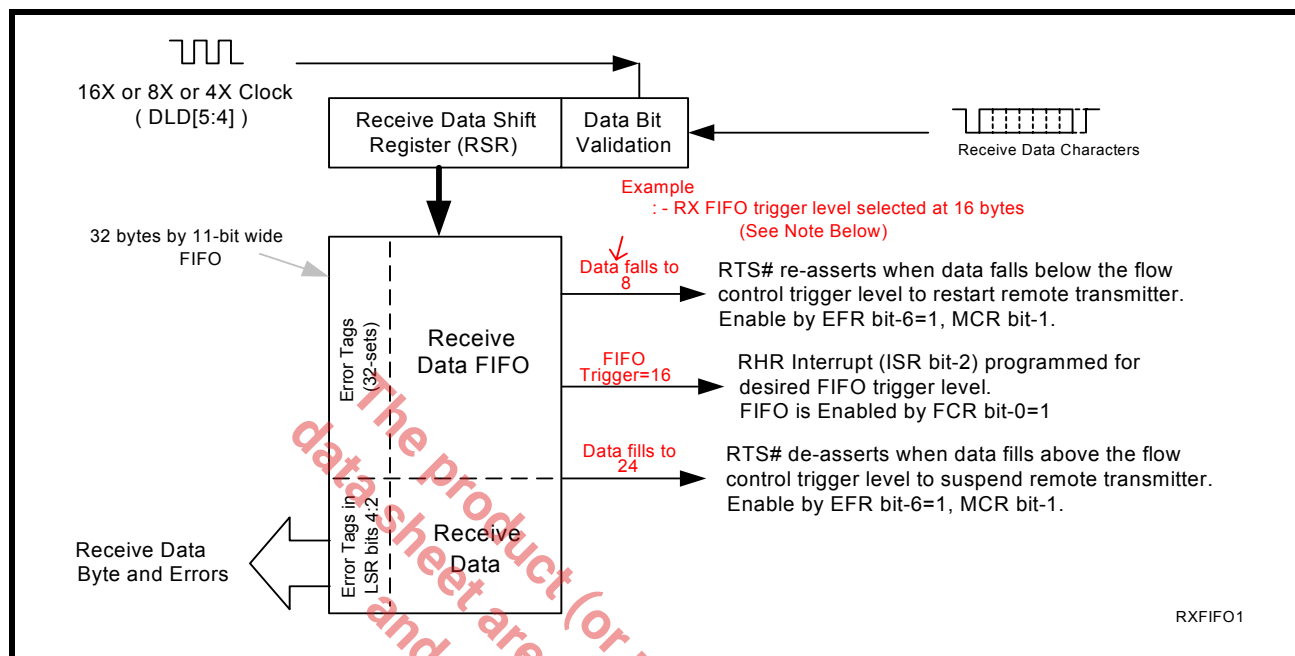 16X or 8X or 4X Clock
( DLD[5:4] )
Receive Data Shift
Register (RSR)
Data Bit
Validation
Receive Data Characters
Example
: - RX FIFO trigger level selected at 16 bytes
(See Note Below)
32 bytes by 11-bit wide
FIFO
Data falls to
8
RTS# re-asserts when data falls below the flow
control trigger level to restart remote transmitter.
Enable by EFR bit-6=1, MCR bit-1.
Error Tags
(32-sets)
Receive
Data FIFO
FIFO
Trigger=16
RHR Interrupt (ISR bit-2) programmed for
desired FIFO trigger level.
FIFO is Enabled by FCR bit-0=1
Data fills to
24
RTS# de-asserts when data fills above the flow
control trigger level to suspend remote transmitter.
Enable by EFR bit-6=1, MCR bit-1.
Error Tags in
LSR bits 4:2
Receive
Data
Receive Data
Byte and Errors
RXFIFO1
The product (or
data sheet are
and